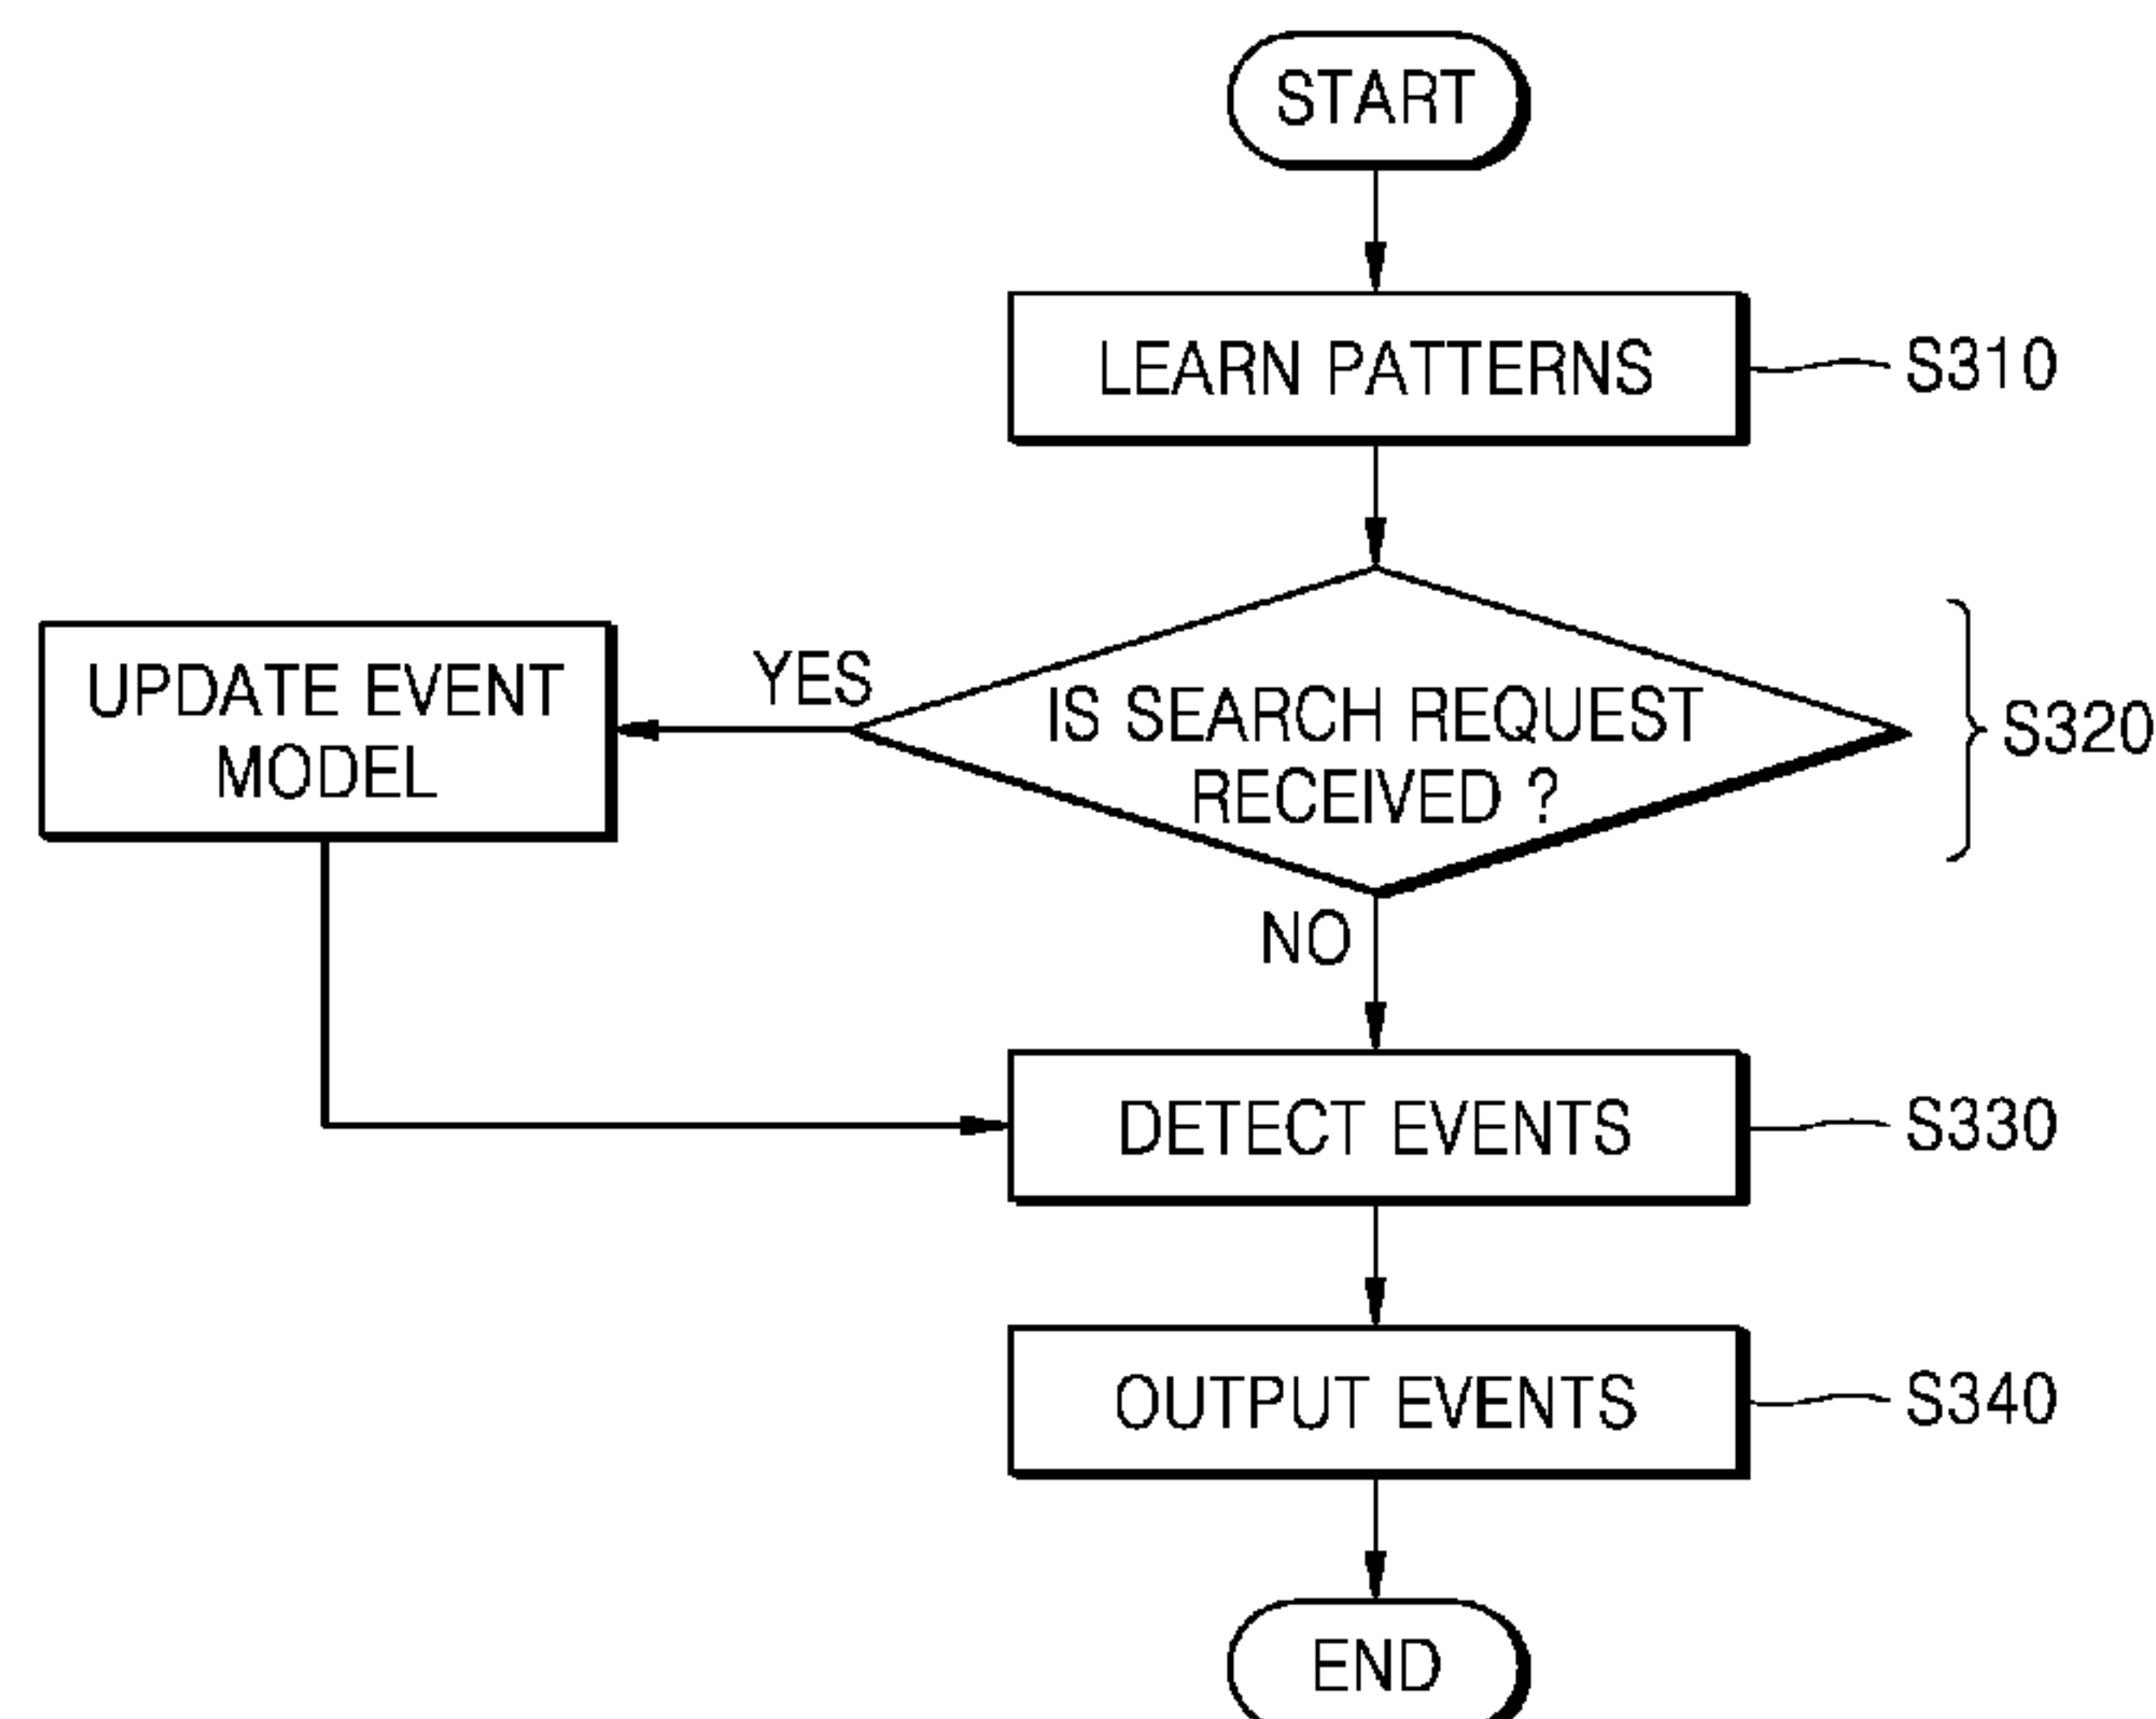 START
LEARN PATTERNS
S310
UPDATE EVENT
MODEL
YES
IS SEARCH REQUEST
RECEIVED ?
S320
NO
DETECT EVENTS
S330
OUTPUT EVENTS
S340
END